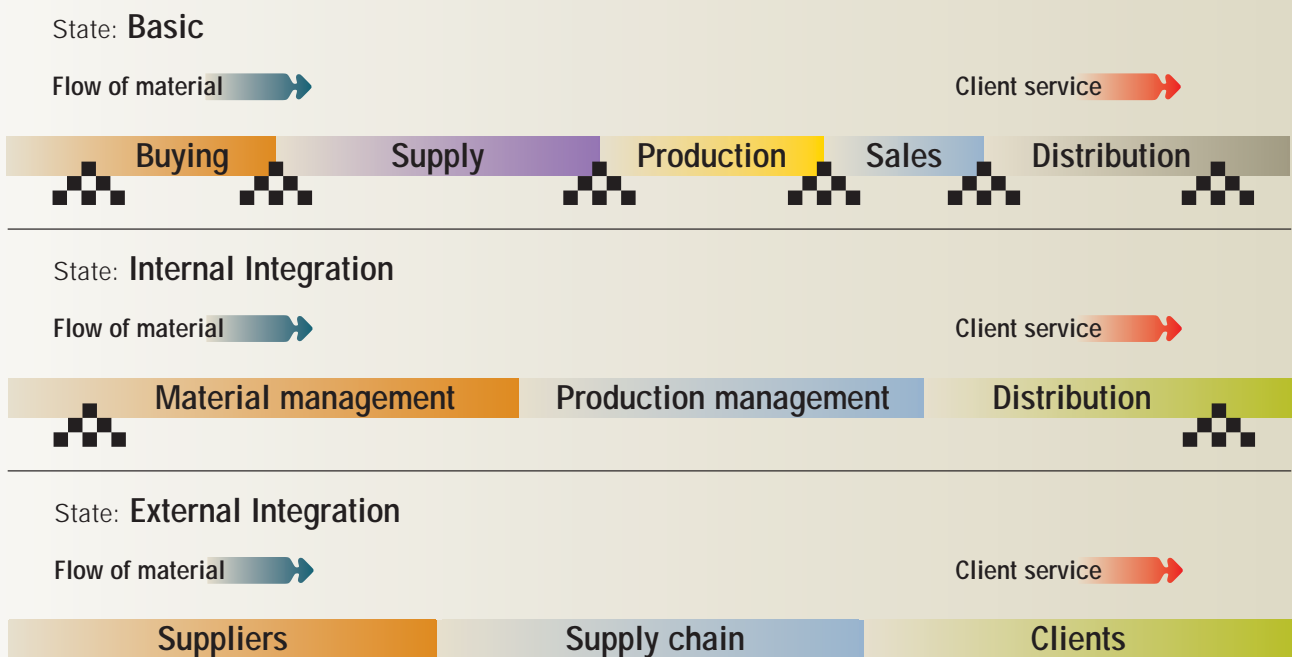 State: Basic
Flow of material Client service
Buying Supply Production Sales Distribution
State: Internal Integration
Flow of material Client service
Material management Production management Distribution
State: External Integration
Flow of material Client service
Suppliers Supply chain Clients